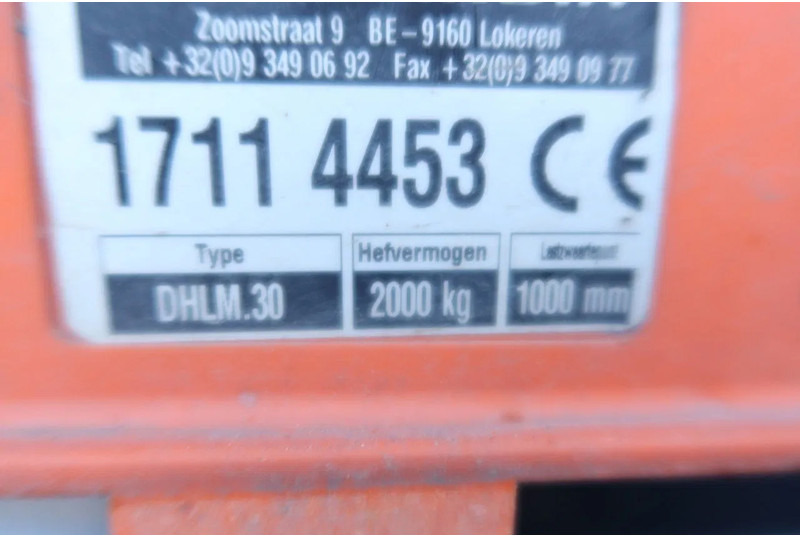 Zoomstraat 9 BE-9160 Lokeren
Tel +32(0)9 349 06 92 Fax +32(0)9 349 09 77
1711 4453 CE
Type Hefvermogen Lastzwaartepunt
DHLM.30 2000 kg 1000 mm